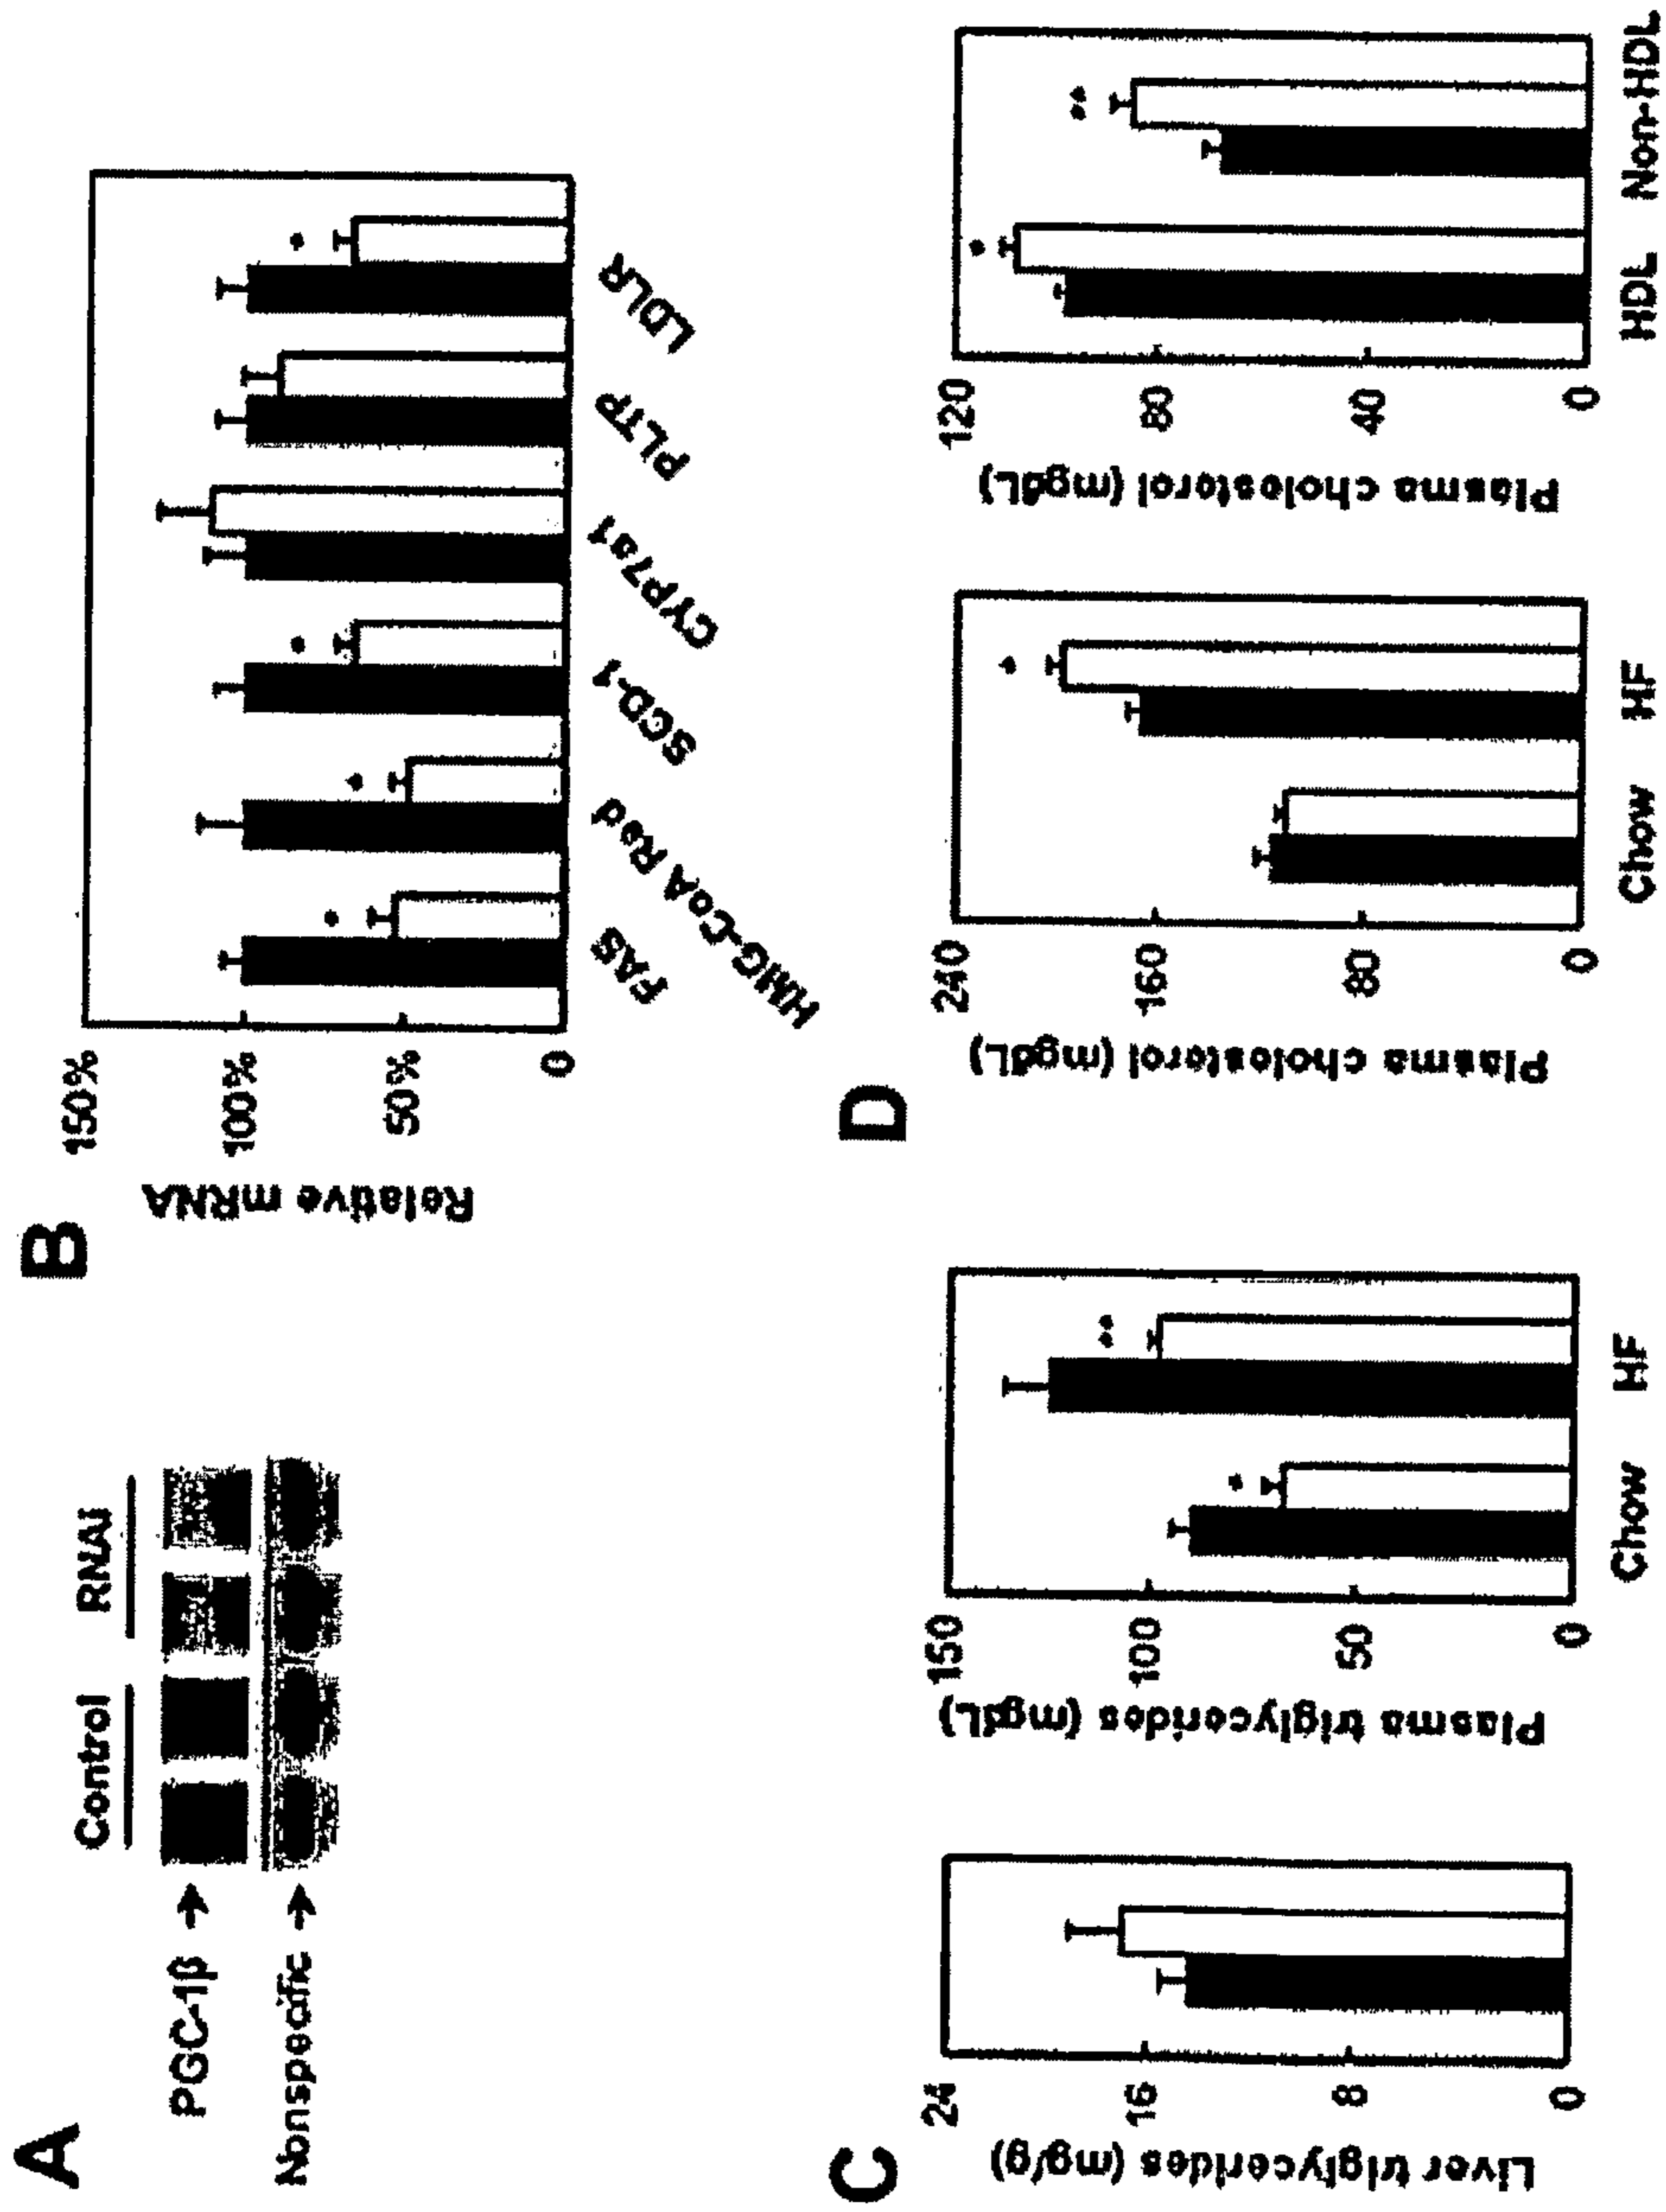 A
Control RNAi
PGC-1β →
Nonspecific →
B
Relative mRNA
150%
100%
50%
0
FAS
HMG-CoA Red
SCD-1
CYP7a1
PLTP
LDLR
*
*
*
*
C
Liver triglycerides (mg/g)
24
16
8
0
Plasma triglycerides (mg/dL)
150
100
50
0
*
**
Chow HF
D
Plasma cholesterol (mg/dL)
240
160
80
0
*
Chow HF
Plasma cholesterol (mg/dL)
120
80
40
0
*
**
HDL Non-HDL